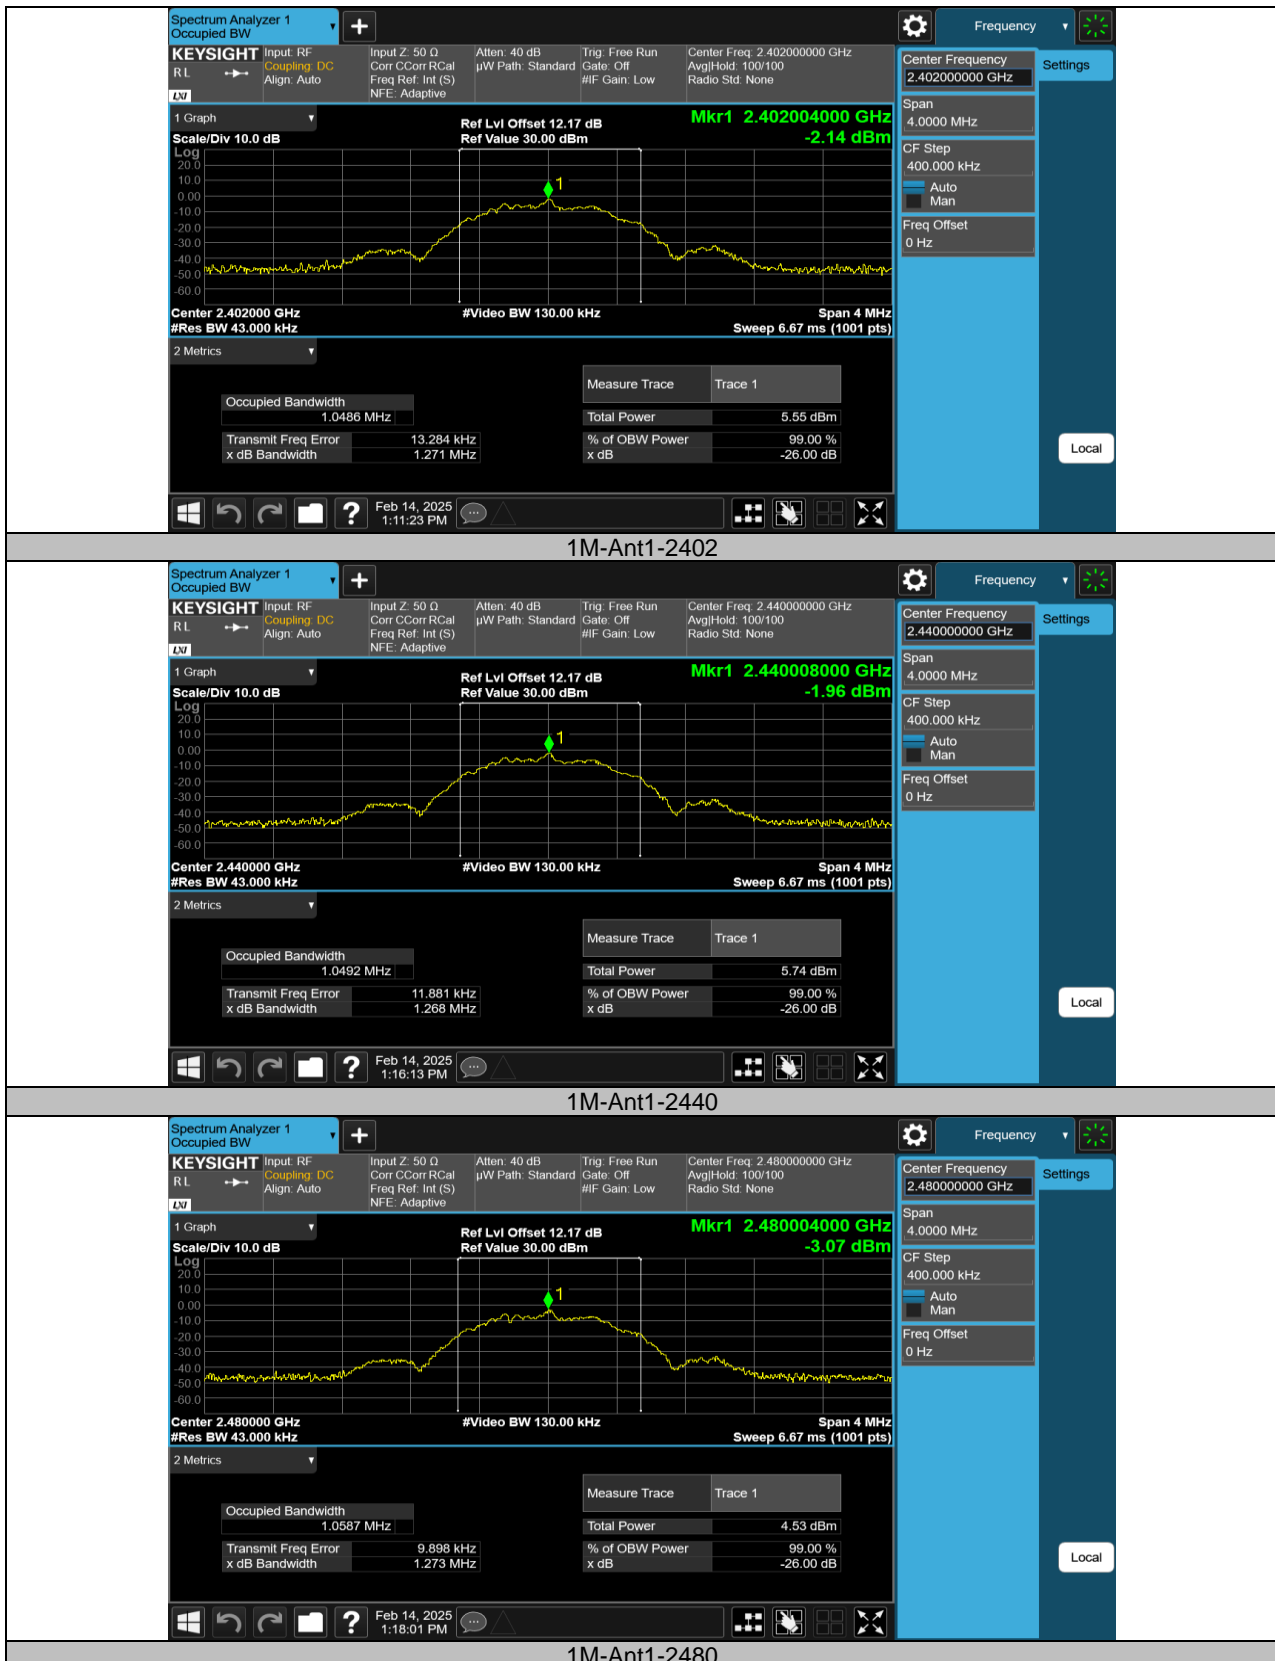 Spectrum Analyzer 1
Occupied BW
Frequency
KEYSIGHT
R L
LXI
Input: RF
Coupling: DC
Align: Auto
Input Z: 50 Ω
Corr CCorr RCal
Freq Ref: Int (S)
NFE: Adaptive
Atten: 40 dB
µW Path: Standard
Trig: Free Run
Gate: Off
#IF Gain: Low
Center Freq: 2.402000000 GHz
Avg|Hold: 100/100
Radio Std: None
Center Frequency
2.402000000 GHz
Settings
Span
4.0000 MHz
CF Step
400.000 kHz
Auto
Man
Freq Offset
0 Hz
Local
1 Graph
Scale/Div 10.0 dB
Ref Lvl Offset 12.17 dB
Ref Value 30.00 dBm
Mkr1 2.402004000 GHz
-2.14 dBm
Log
20.0
10.0
0.00
-10.0
-20.0
-30.0
-40.0
-50.0
-60.0
1
Center 2.402000 GHz
#Video BW 130.00 kHz
Span 4 MHz
#Res BW 43.000 kHz
Sweep 6.67 ms (1001 pts)
2 Metrics
Measure Trace Trace 1
Occupied Bandwidth
1.0486 MHz
Total Power 5.55 dBm
Transmit Freq Error 13.284 kHz
% of OBW Power 99.00 %
x dB Bandwidth 1.271 MHz
x dB -26.00 dB
Feb 14, 2025
1:11:23 PM
1M-Ant1-2402
Spectrum Analyzer 1
Occupied BW
Frequency
KEYSIGHT
R L
LXI
Input: RF
Coupling: DC
Align: Auto
Input Z: 50 Ω
Corr CCorr RCal
Freq Ref: Int (S)
NFE: Adaptive
Atten: 40 dB
µW Path: Standard
Trig: Free Run
Gate: Off
#IF Gain: Low
Center Freq: 2.440000000 GHz
Avg|Hold: 100/100
Radio Std: None
Center Frequency
2.440000000 GHz
Settings
Span
4.0000 MHz
CF Step
400.000 kHz
Auto
Man
Freq Offset
0 Hz
Local
1 Graph
Scale/Div 10.0 dB
Ref Lvl Offset 12.17 dB
Ref Value 30.00 dBm
Mkr1 2.440008000 GHz
-1.96 dBm
Log
20.0
10.0
0.00
-10.0
-20.0
-30.0
-40.0
-50.0
-60.0
1
Center 2.440000 GHz
#Video BW 130.00 kHz
Span 4 MHz
#Res BW 43.000 kHz
Sweep 6.67 ms (1001 pts)
2 Metrics
Measure Trace Trace 1
Occupied Bandwidth
1.0492 MHz
Total Power 5.74 dBm
Transmit Freq Error 11.881 kHz
% of OBW Power 99.00 %
x dB Bandwidth 1.268 MHz
x dB -26.00 dB
Feb 14, 2025
1:16:13 PM
1M-Ant1-2440
Spectrum Analyzer 1
Occupied BW
Frequency
KEYSIGHT
R L
LXI
Input: RF
Coupling: DC
Align: Auto
Input Z: 50 Ω
Corr CCorr RCal
Freq Ref: Int (S)
NFE: Adaptive
Atten: 40 dB
µW Path: Standard
Trig: Free Run
Gate: Off
#IF Gain: Low
Center Freq: 2.480000000 GHz
Avg|Hold: 100/100
Radio Std: None
Center Frequency
2.480000000 GHz
Settings
Span
4.0000 MHz
CF Step
400.000 kHz
Auto
Man
Freq Offset
0 Hz
Local
1 Graph
Scale/Div 10.0 dB
Ref Lvl Offset 12.17 dB
Ref Value 30.00 dBm
Mkr1 2.480004000 GHz
-3.07 dBm
Log
20.0
10.0
0.00
-10.0
-20.0
-30.0
-40.0
-50.0
-60.0
1
Center 2.480000 GHz
#Video BW 130.00 kHz
Span 4 MHz
#Res BW 43.000 kHz
Sweep 6.67 ms (1001 pts)
2 Metrics
Measure Trace Trace 1
Occupied Bandwidth
1.0587 MHz
Total Power 4.53 dBm
Transmit Freq Error 9.898 kHz
% of OBW Power 99.00 %
x dB Bandwidth 1.273 MHz
x dB -26.00 dB
Feb 14, 2025
1:18:01 PM
1M-Ant1-2480